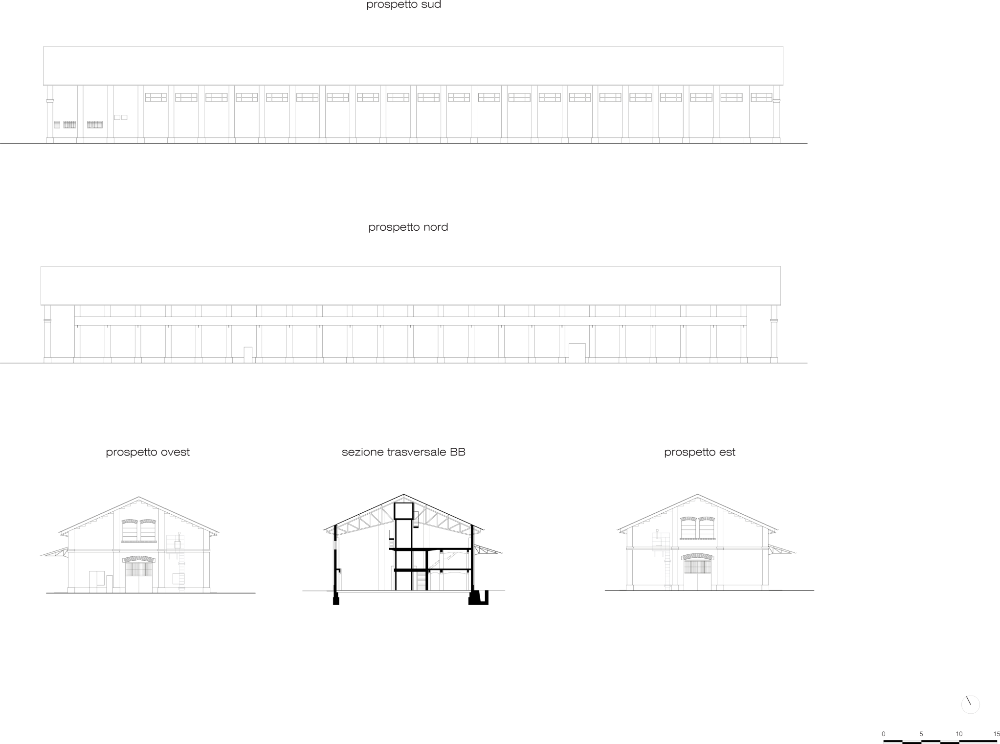 prospetto sud
prospetto nord
prospetto ovest
sezione trasversale BB
prospetto est
0 5 10 15